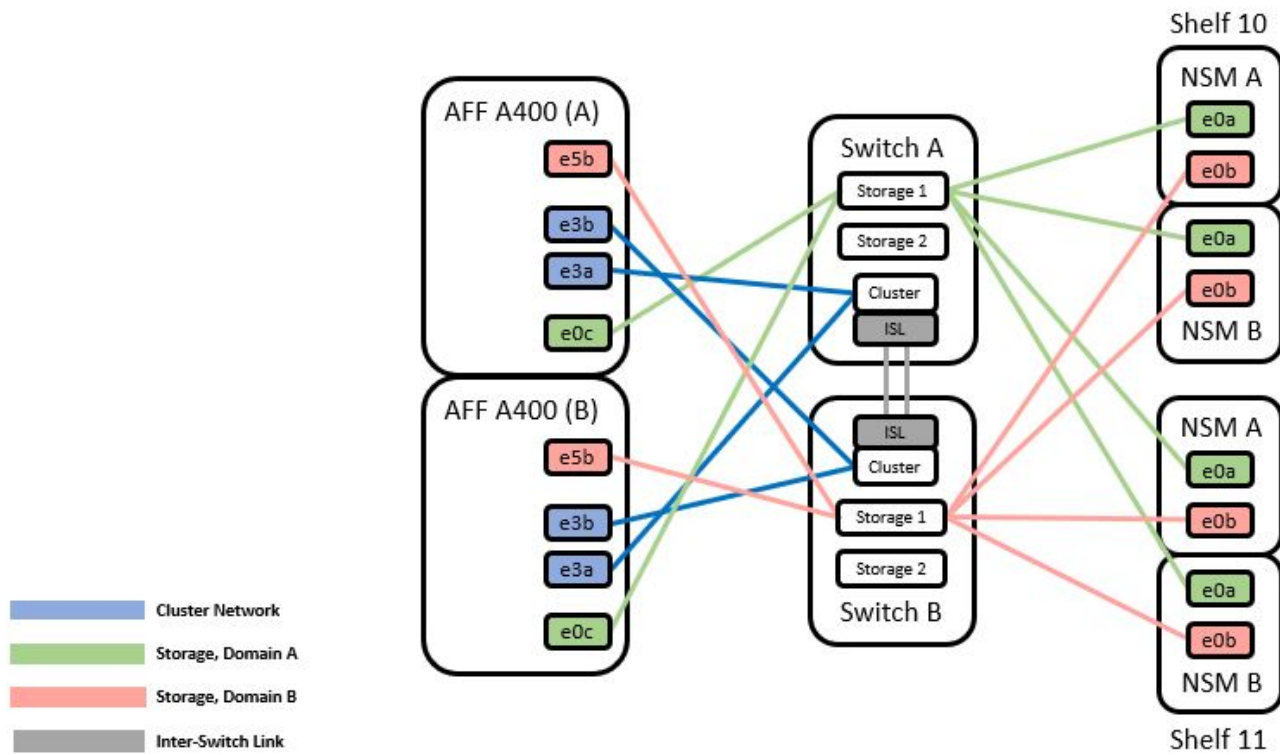 Shelf 10
AFF A400 (A)
e5b
e3b
e3a
e0c
AFF A400 (B)
e5b
e3b
e3a
e0c
Switch A
Storage 1
Storage 2
Cluster
ISL
ISL
Cluster
Storage 1
Storage 2
Switch B
NSM A
e0a
e0b
e0a
e0b
NSM B
NSM A
e0a
e0b
e0a
e0b
NSM B
Shelf 11
Cluster Network
Storage, Domain A
Storage, Domain B
Inter-Switch Link